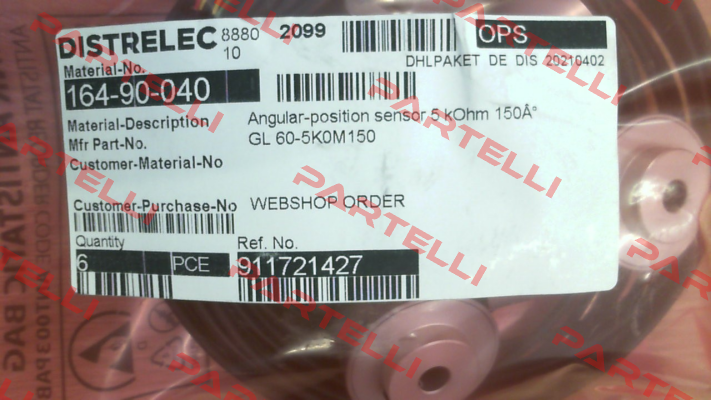 DISTRELEC 8880 2099 OPS
10
DHLPAKET DE DIS 20210402
Material-No.
164-90-040
Material-Description Angular-position sensor 5 kOhm 150Â°
Mfr Part-No. GL 60-5K0M150
Customer-Material-No
Customer-Purchase-No WEBSHOP ORDER
Quantity Ref. No.
6 PCE 911721427
ANTISTATIC BAG
PARTELLI
PARTELLI
PARTELLI
PARTELLI
PARTELLI